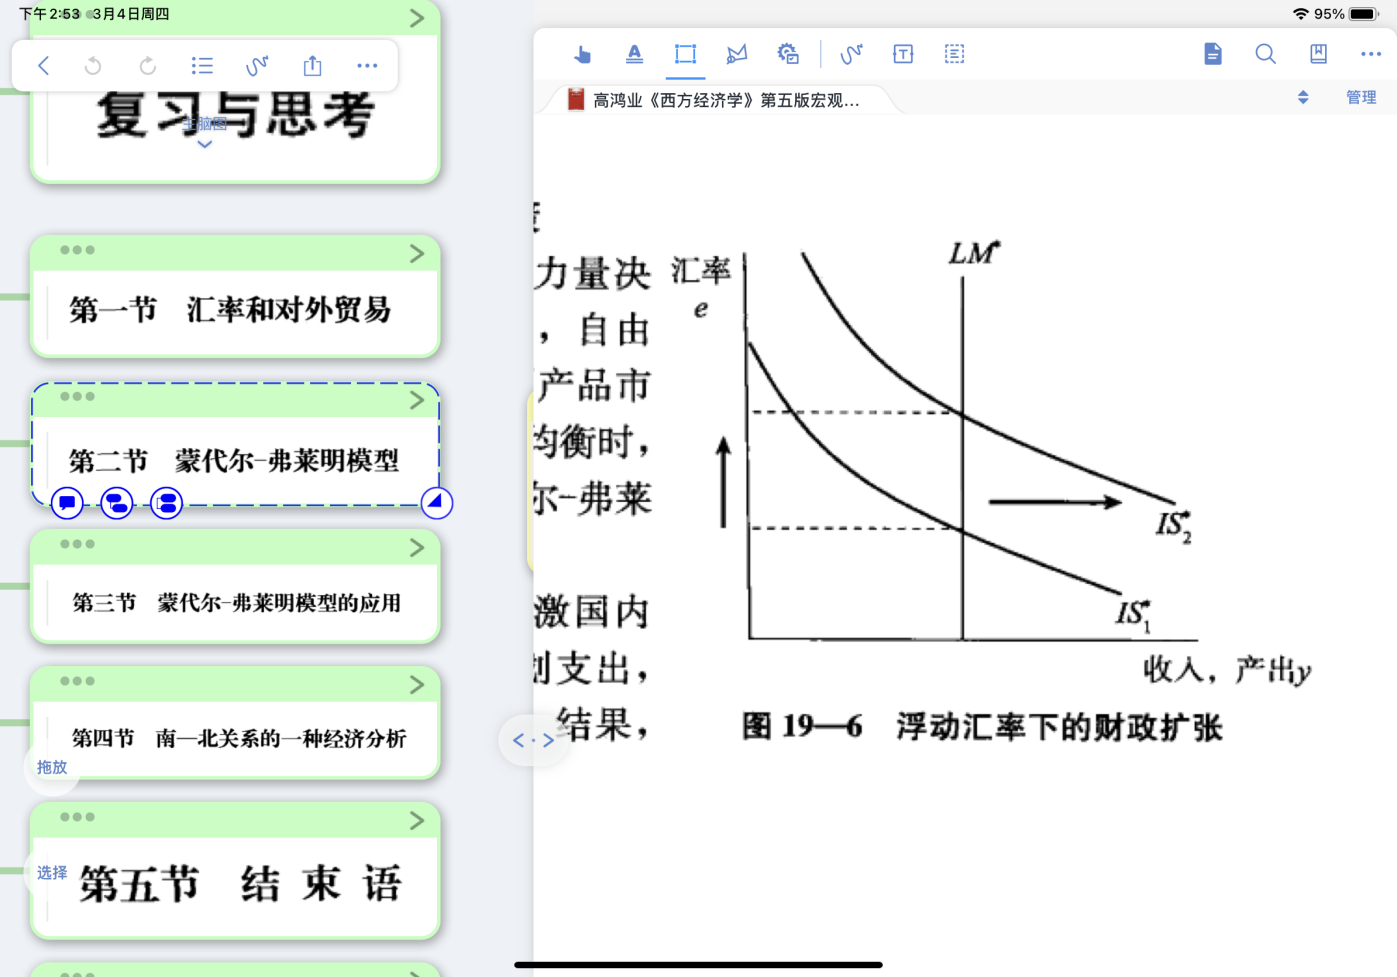 下午2:53 3月4日周四
95%
复习与思考
主脑图
第一节 汇率和对外贸易
第二节 蒙代尔-弗莱明模型
第三节 蒙代尔-弗莱明模型的应用
第四节 南—北关系的一种经济分析
拖放
选择
第五节 结束语
高鸿业《西方经济学》第五版宏观...
管理
力量决
，自由
产品市
均衡时，
尔-弗莱
激国内
划支出，
结果，
汇率
e
LM*
IS*2
IS*1
收入，产出y
图 19—6 浮动汇率下的财政扩张